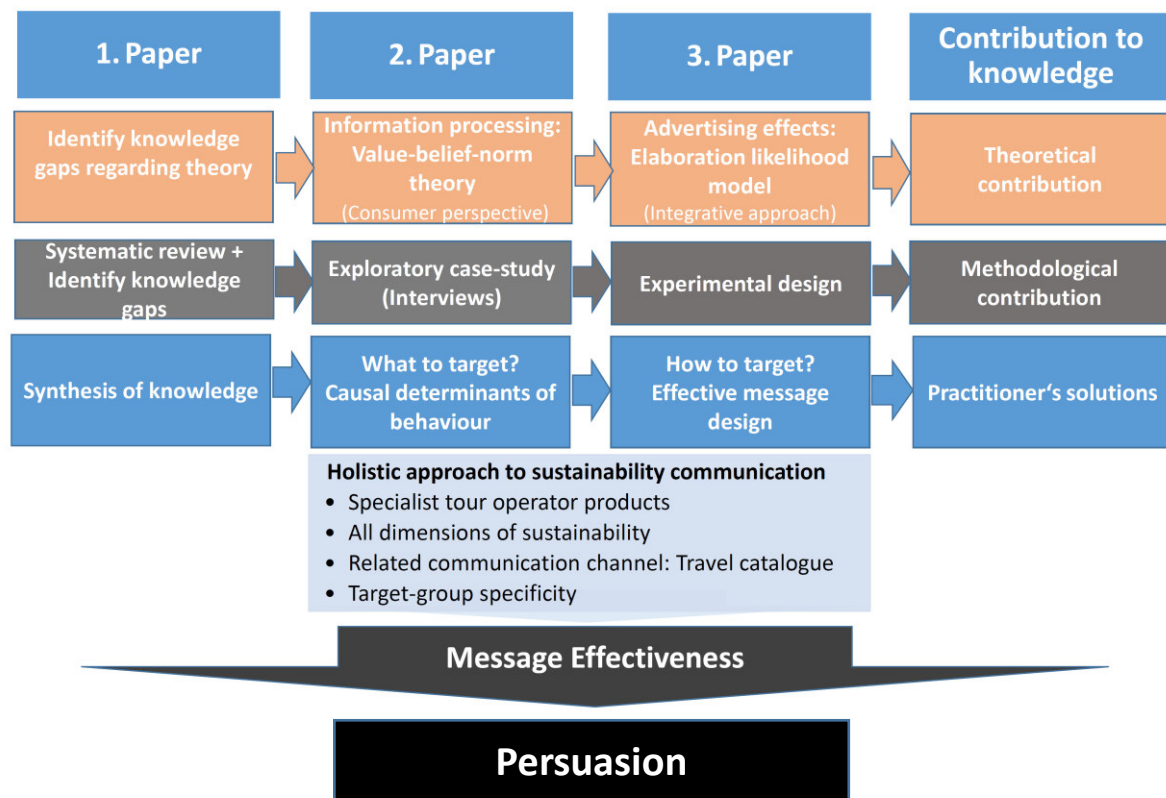 1. Paper
2. Paper
3. Paper
Contribution to
knowledge
Identify knowledge
gaps regarding theory
Information processing:
Value-belief-norm
theory
(Consumer perspective)
Advertising effects:
Elaboration likelihood
model
(Integrative approach)
Theoretical
contribution
Systematic review +
Identify knowledge
gaps
Exploratory case-study
(Interviews)
Experimental design
Methodological
contribution
Synthesis of knowledge
What to target?
Causal determinants of
behaviour
How to target?
Effective message
design
Practitioner‘s solutions
Holistic approach to sustainability communication
• Specialist tour operator products
• All dimensions of sustainability
• Related communication channel: Travel catalogue
• Target-group specificity
Message Effectiveness
Persuasion